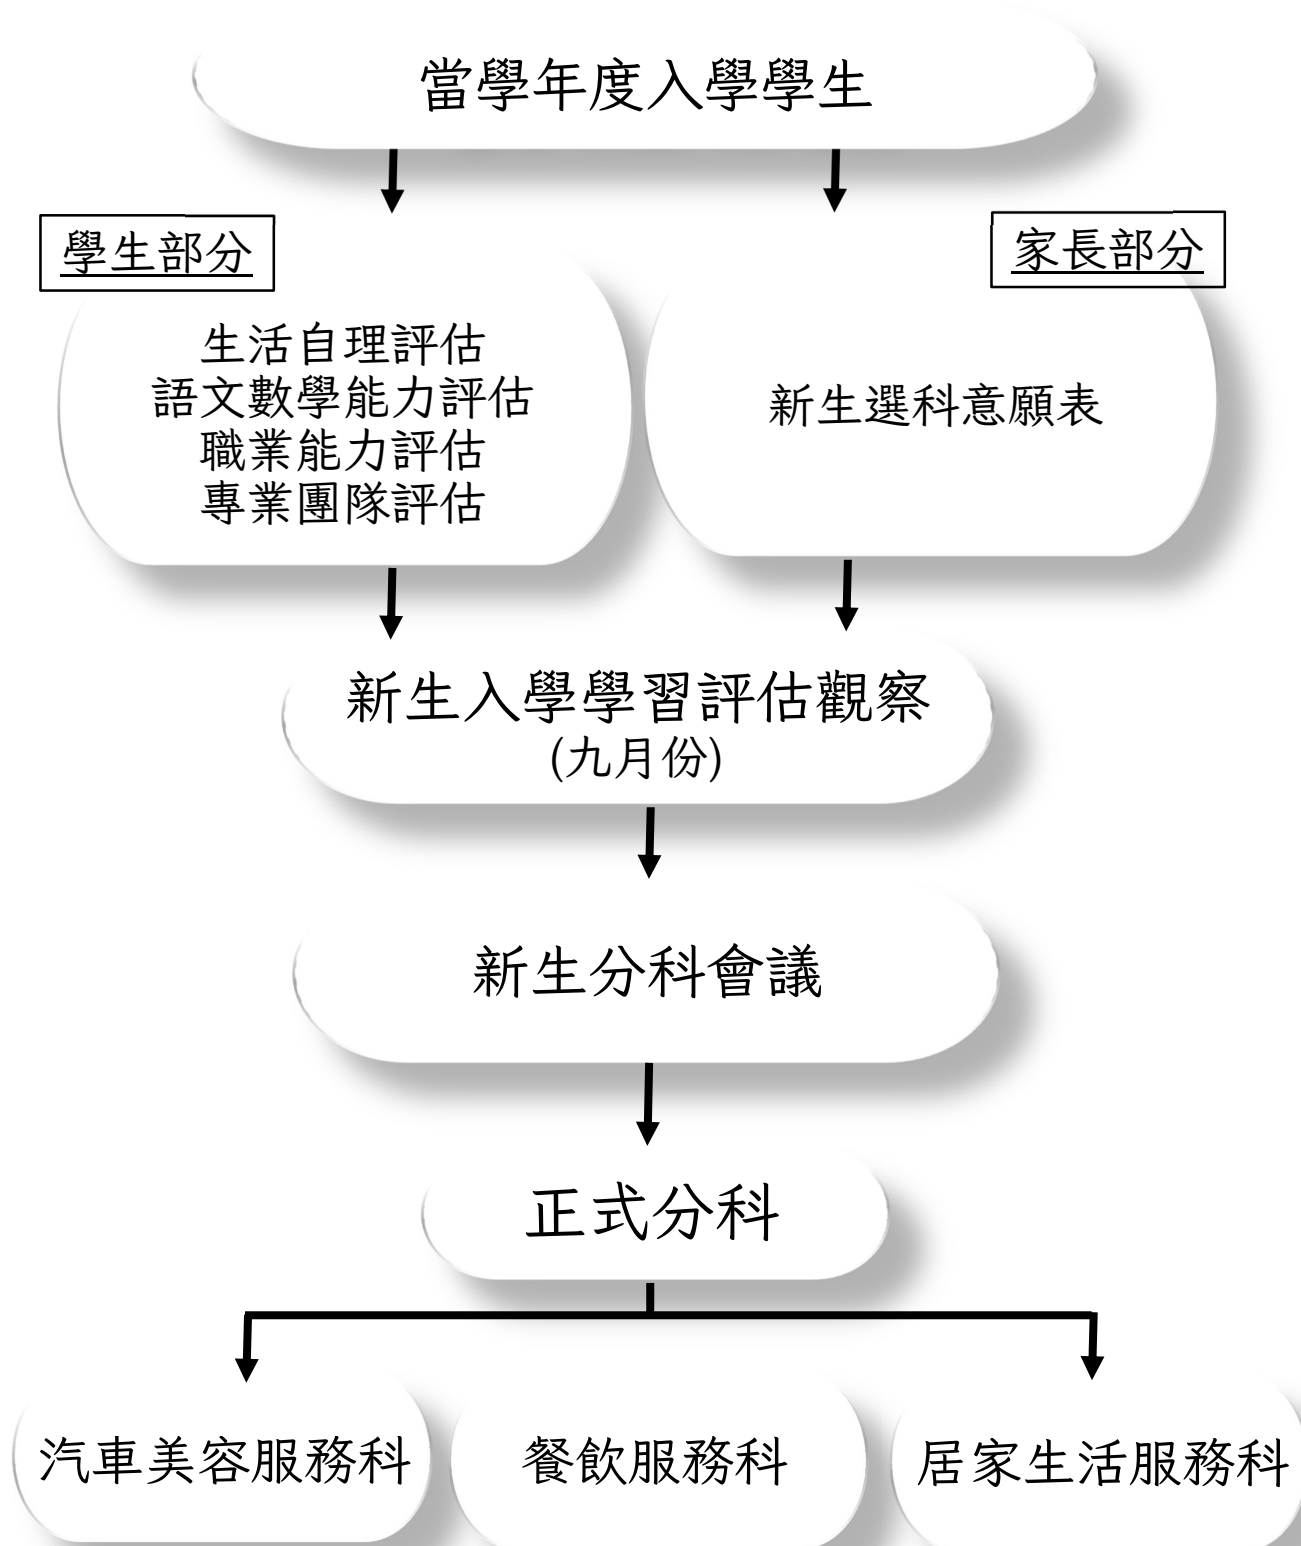 當學年度入學學生
學生部分
家長部分
生活自理評估
語文數學能力評估
職業能力評估
專業團隊評估
新生選科意願表
新生入學學習評估觀察
(九月份)
新生分科會議
正式分科
汽車美容服務科
餐飲服務科
居家生活服務科